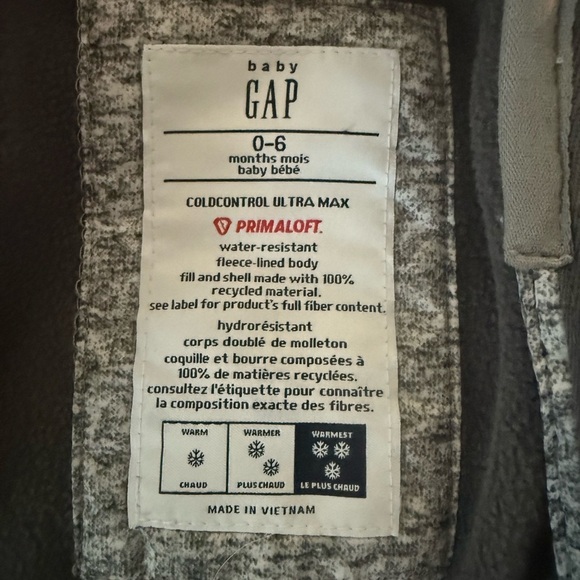 baby
GAP
0-6
months mois
baby bébé
COLDCONTROL ULTRA MAX
PRIMALOFT.
water-resistant
fleece-lined body
fill and shell made with 100%
recycled material.
see label for product's full fiber content.
hydrorésistant
corps doublé de molleton
coquille et bourre composées à
100% de matières recyclées.
consultez l'étiquette pour connaître
la composition exacte des fibres.
WARM WARMER WARMEST
CHAUD PLUS CHAUD LE PLUS CHAUD
MADE IN VIETNAM